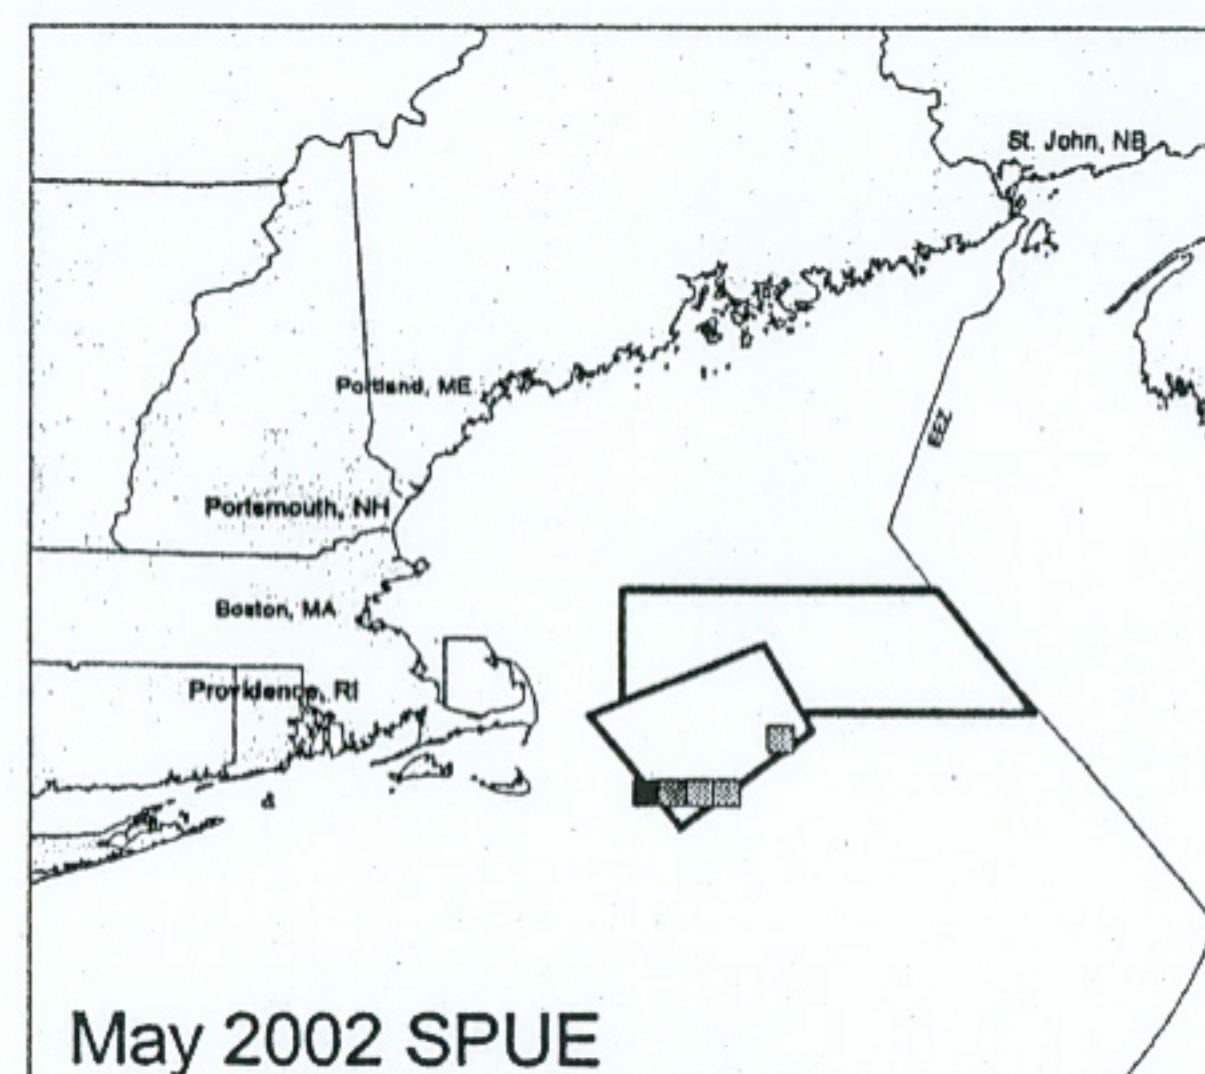 St. John, NB
Portland, ME
EEZ
Portsmouth, NH
Boston, MA
Providence, RI
May 2002 SPUE